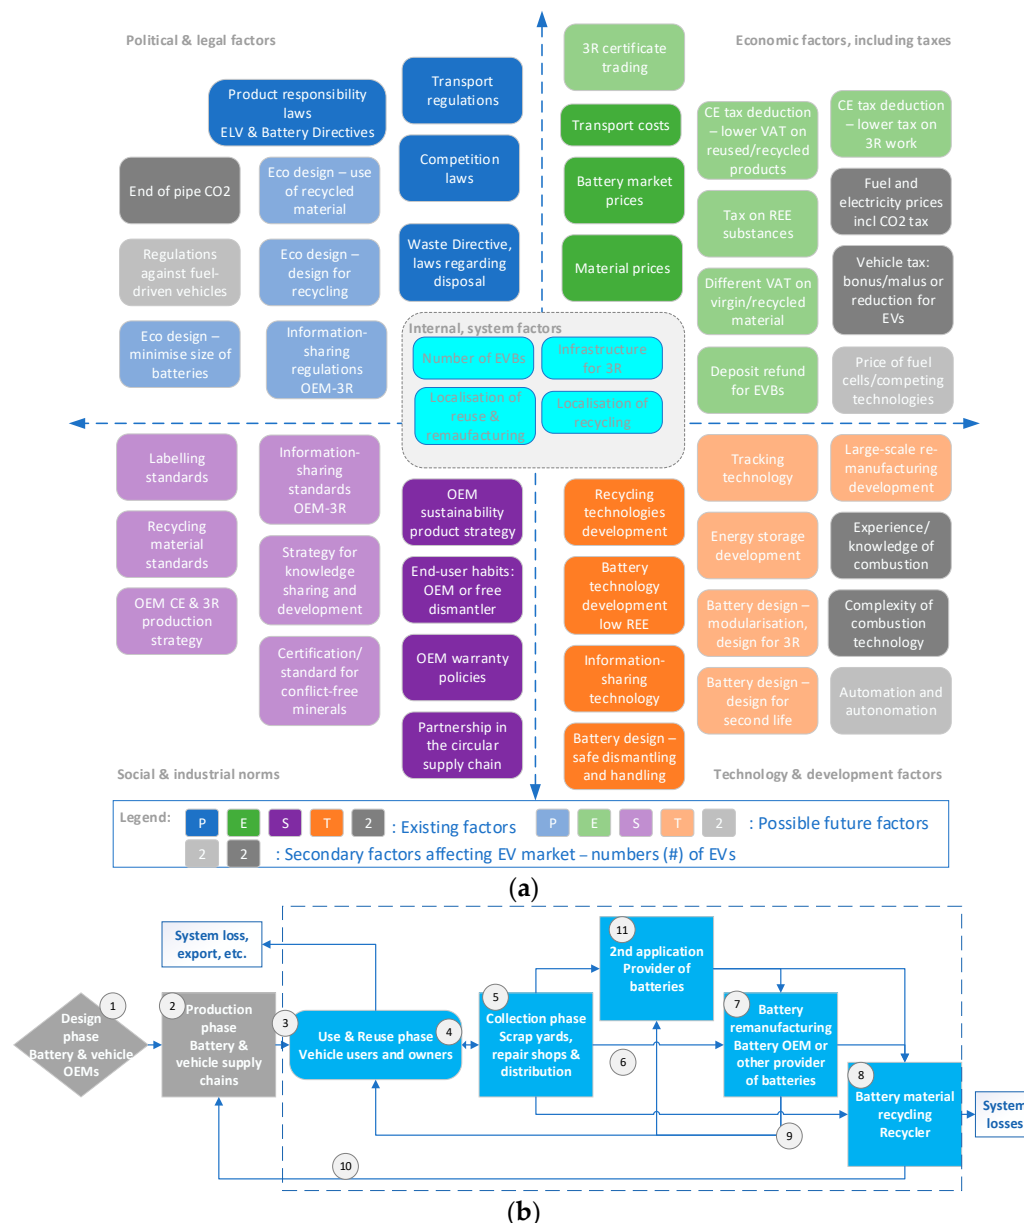 (a)
Political & legal factors
Economic factors, including taxes
Product responsibility
laws
ELV & Battery Directives
Transport
regulations
End of pipe CO2
Eco design – use
of recycled
material
Competition
laws
Regulations
against fuel-
driven vehicles
Eco design –
design for
recycling
Waste Directive,
laws regarding
disposal
Eco design –
minimise size of
batteries
Information-
sharing
regulations
OEM-3R
3R certificate
trading
Transport costs
CE tax deduction
– lower VAT on
reused/recycled
products
CE tax deduction
– lower tax on
3R work
Battery market
prices
Tax on REE
substances
Fuel and
electricity prices
incl CO2 tax
Material prices
Different VAT on
virgin/recycled
material
Vehicle tax:
bonus/malus or
reduction for
EVs
Deposit refund
for EVBs
Price of fuel
cells/competing
technologies
Internal, system factors
Number of EVBs
Infrastructure
for 3R
Localisation of
reuse &
remaufacturing
Localisation of
recycling
Labelling
standards
Information-
sharing
standards
OEM-3R
OEM
sustainability
product strategy
Recycling
material
standards
Strategy for
knowledge
sharing and
development
End-user habits:
OEM or free
dismantler
OEM CE & 3R
production
strategy
Certification/
standard for
conflict-free
minerals
OEM warranty
policies
Partnership in
the circular
supply chain
Recycling
technologies
development
Tracking
technology
Large-scale re-
manufacturing
development
Battery
technology
development
low REE
Energy storage
development
Experience/
knowledge of
combustion
Information-
sharing
technology
Battery design –
modularisation,
design for 3R
Complexity of
combustion
technology
Battery design –
safe dismantling
and handling
Battery design –
design for
second life
Automation and
autonomation
Social & industrial norms
Technology & development factors
Legend:
P E S T 2 : Existing factors P E S T 2 : Possible future factors
2 2 : Secondary factors affecting EV market – numbers (#) of EVs
(a)
System loss,
export, etc.
11
2nd application
Provider of
batteries
1
Design
phase
Battery & vehicle
OEMs
2
Production
phase
Battery &
vehicle supply
chains
3
Use & Reuse phase
Vehicle users and owners
4
5
Collection phase
Scrap yards,
repair shops &
distribution
6
7
Battery
remanufacturing
Battery OEM or
other provider
of batteries
8
Battery material
recycling
Recycler
System
losses
9
10
(b)